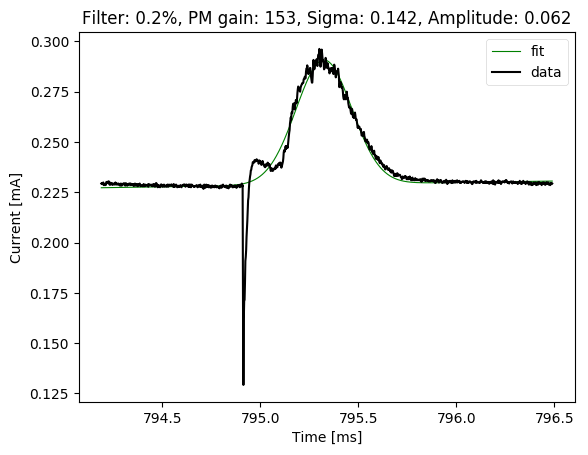 Filter: 0.2%, PM gain: 153, Sigma: 0.142, Amplitude: 0.062
fit
data
0.300
0.275
0.250
0.225
0.200
0.175
0.150
0.125
Current [mA]
794.5 795.0 795.5 796.0 796.5
Time [ms]